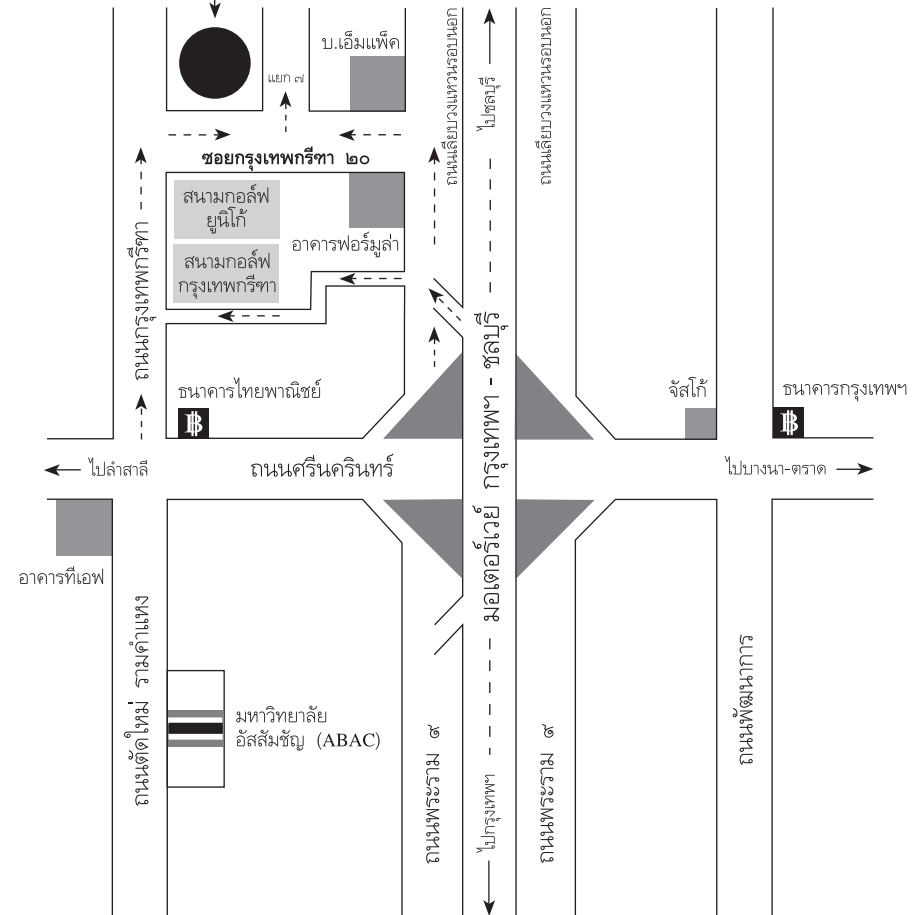 บ.เอ็มแพ็ค
แยก ๗
ถนนเลียบวงแหวนรอบนอก
ไปชลบุรี
ถนนเลียบวงแหวนรอบนอก
ซอยกรุงเทพกรีฑา ๒๐
สนามกอล์ฟ
ยูนิโก้
อาคารฟอร์มูล่า
สนามกอล์ฟ
กรุงเทพกรีฑา
ถนนกรุงเทพกรีฑา
มอเตอร์เวย์ กรุงเทพฯ - ชลบุรี
ธนาคารไทยพาณิชย์
฿
จัสโก้
ธนาคารกรุงเทพฯ
฿
ไปลำสาลี
ถนนศรีนครินทร์
ไปบางนา-ตราด
อาคารทีเอฟ
ถนนตัดใหม่ รามคำแหง
มหาวิทยาลัย
อัสสัมชัญ (ABAC)
ถนนพระราม ๙
ไปกรุงเทพฯ
ถนนพระราม ๙
ถนนพัฒนาการ